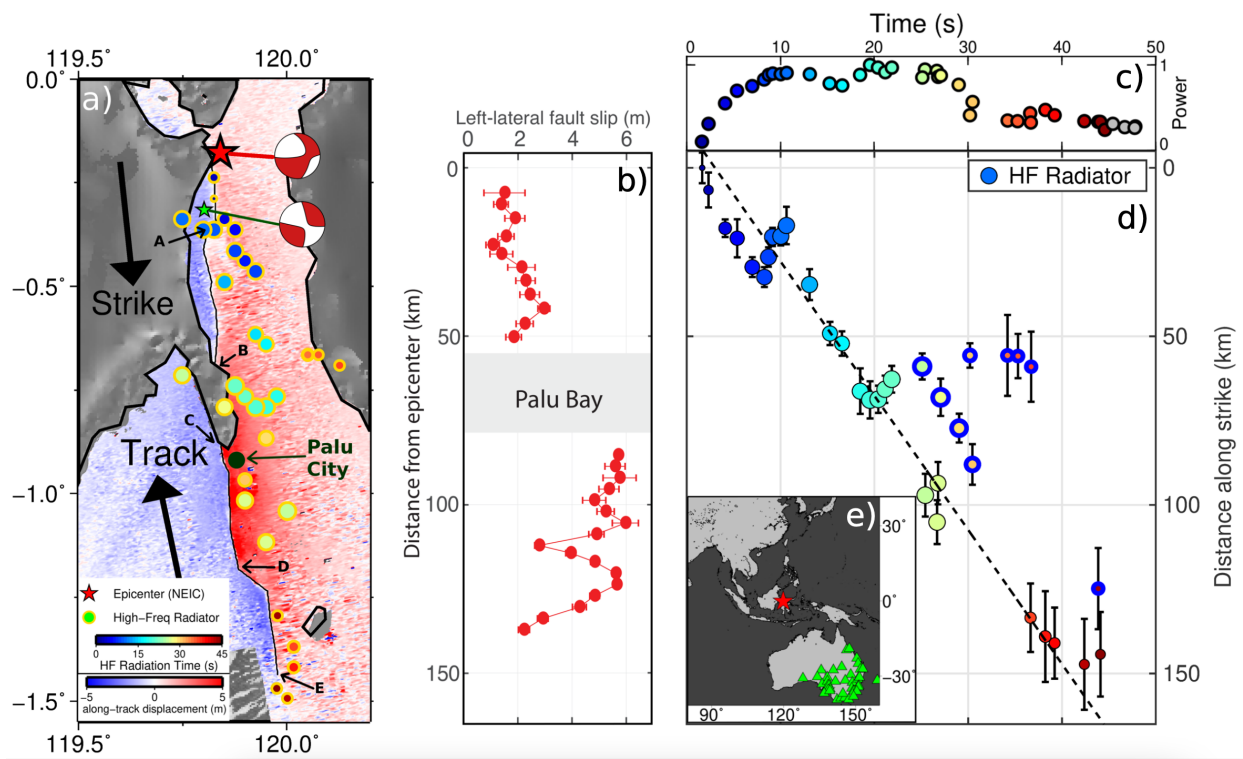 119.5°
120.0°
0.0°
−0.5°
−1.0°
−1.5°
119.5°
120.0°
a)
A
Strike
B
C
Track
Palu
City
D
E
Epicenter (NEIC)
High−Freq Radiator
0 15 30 45
HF Radiation Time (s)
−5 0 5
along−track displacement (m)
Left-lateral fault slip (m)
0 2 4 6
b)
Distance from epicenter (km)
0
50
Palu Bay
100
150
Time (s)
0 10 20 30 40 50
c)
1
0
Power
HF Radiator
d)
0
50
100
150
Distance along strike (km)
e)
30°
0°
−30°
90° 120° 150°